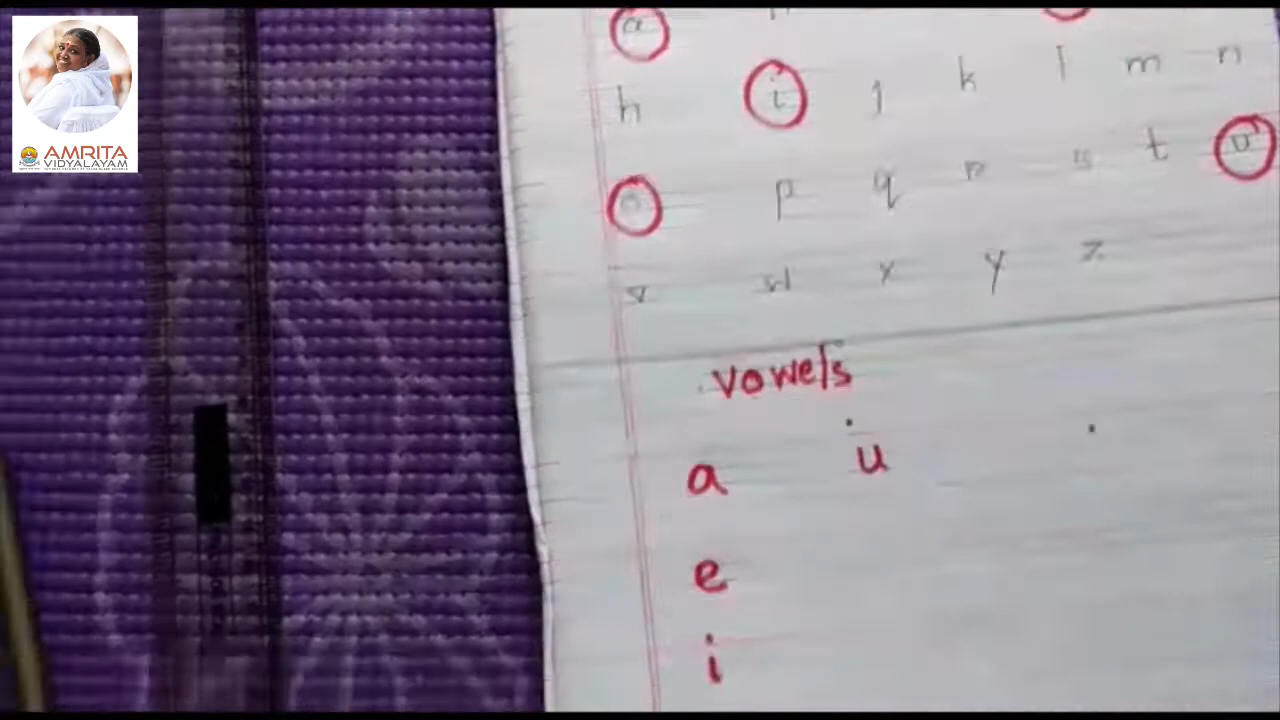 AMRITA
VIDYALAYAM
a
h i j k l m n
o p q r s t u
v w x y z
vowels
a u
e
i